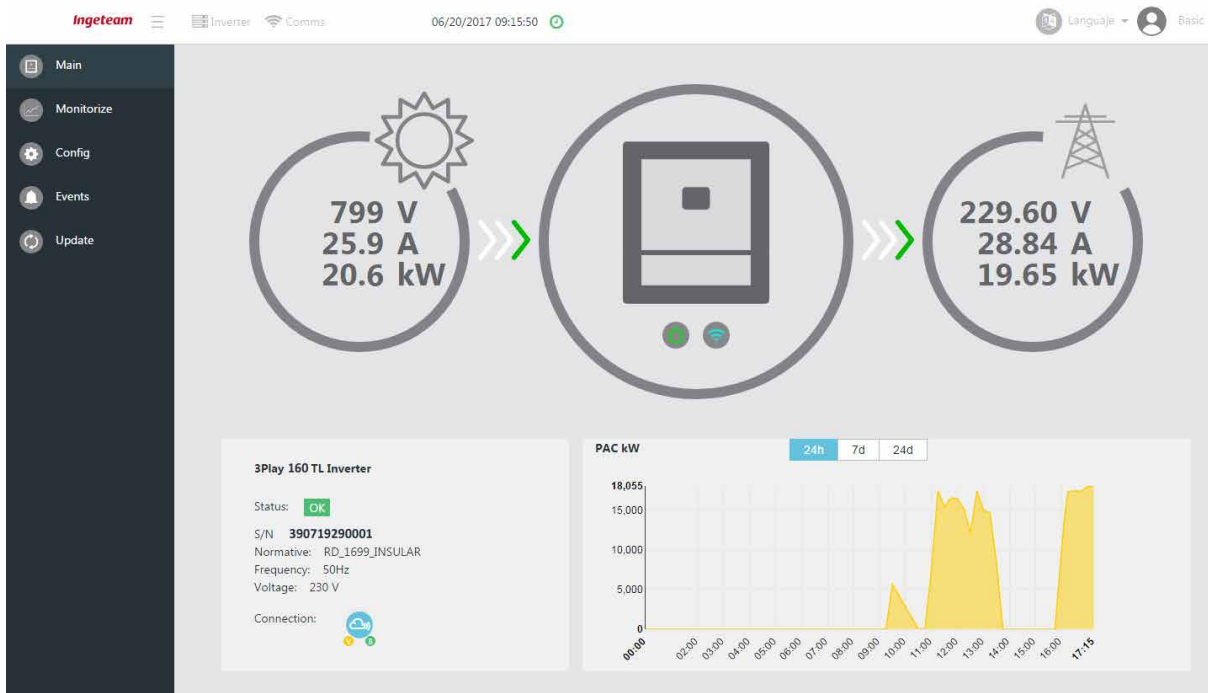 Ingeteam
Inverter
Comms
06/20/2017 09:15:50
Languaje
Basic
Main
Monitorize
Config
Events
Update
799 V
25.9 A
20.6 kW
229.60 V
28.84 A
19.65 kW
3Play 160 TL Inverter
Status: OK
S/N 390719290001
Normative: RD_1699_INSULAR
Frequency: 50Hz
Voltage: 230 V
Connection:
V S
PAC kW
24h 7d 24d
18,055
15,000
10,000
5,000
0
00:00 02:00 03:00 04:00 05:00 06:00 07:00 08:00 09:00 10:00 11:00 12:00 13:00 14:00 15:00 16:00 17:15